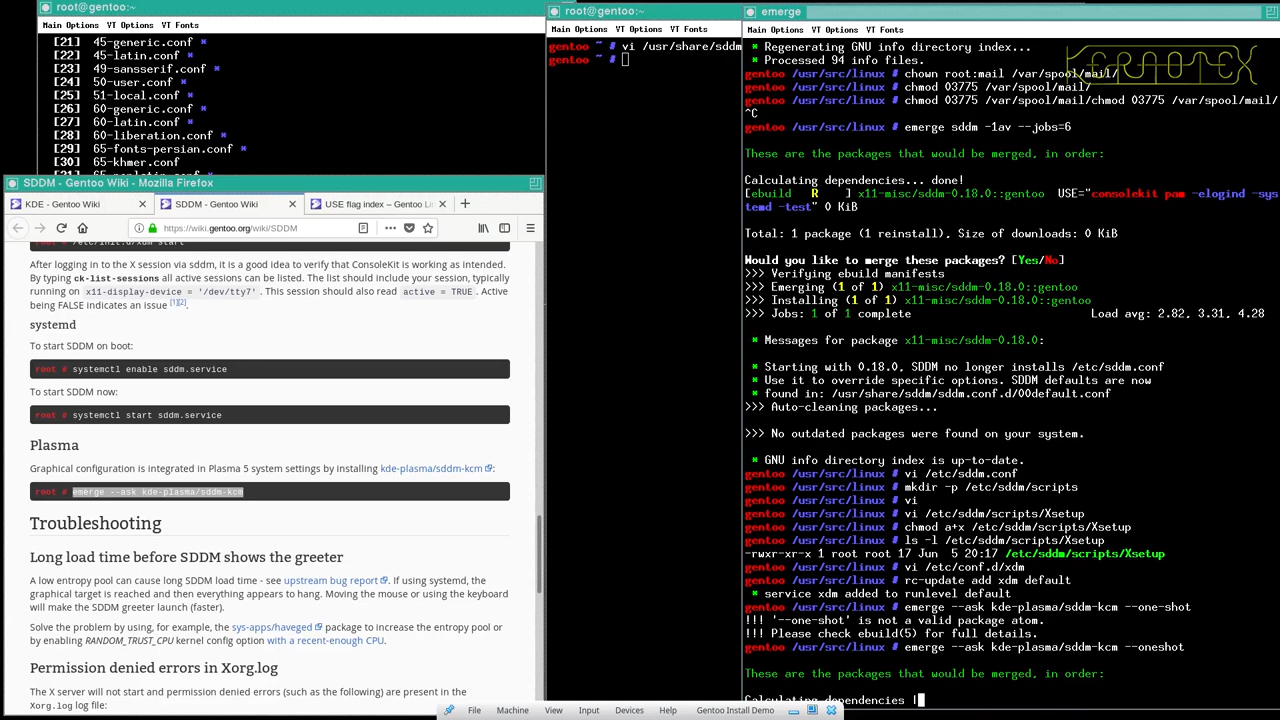 root@gentoo:~
Main Options  VT Options  VT Fonts
[21]  45-generic.conf *
[22]  45-latin.conf *
[23]  49-sansserif.conf *
[24]  50-user.conf *
[25]  51-local.conf *
[26]  60-generic.conf *
[27]  60-latin.conf *
[28]  60-liberation.conf *
[29]  65-fonts-persian.conf *
[30]  65-khmer.conf
SDDM - Gentoo Wiki - Mozilla Firefox
KDE - Gentoo Wiki
SDDM - Gentoo Wiki
USE flag index – Gentoo Li
https://wiki.gentoo.org/wiki/SDDM
root # /etc/init.d/xdm start
After logging in to the X session via sddm, it is a good idea to verify that ConsoleKit is working as intended.
By typing ck-list-sessions all active sessions can be listed. The list should include your session, typically
running on x11-display-device = '/dev/tty7'. This session should also read active = TRUE. Active
being FALSE indicates an issue [1][2].
systemd
To start SDDM on boot:
root # systemctl enable sddm.service
To start SDDM now:
root # systemctl start sddm.service
Plasma
Graphical configuration is integrated in Plasma 5 system settings by installing kde-plasma/sddm-kcm:
root # emerge --ask kde-plasma/sddm-kcm
Troubleshooting
Long load time before SDDM shows the greeter
A low entropy pool can cause long SDDM load time - see upstream bug report. If using systemd, the
graphical target is reached and then everything appears to hang. Moving the mouse or using the keyboard
will make the SDDM greeter launch (faster).
Solve the problem by using, for example, the sys-apps/haveged package to increase the entropy pool or
by enabling RANDOM_TRUST_CPU kernel config option with a recent-enough CPU.
Permission denied errors in Xorg.log
The X server will not start and permission denied errors (such as the following) are present in the
Xorg.log log file:
root@gentoo:~
Main Options  VT Options  VT Fonts
gentoo ~ # vi /usr/share/sddm
gentoo ~ #
emerge
Main Options  VT Options  VT Fonts
* Regenerating GNU info directory index...
* Processed 94 info files.
gentoo /usr/src/linux # chown root:mail /var/spool/mail/
gentoo /usr/src/linux # chmod 03775 /var/spool/mail/
gentoo /usr/src/linux # chmod 03775 /var/spool/mail/chmod 03775 /var/spool/mail/
^C
gentoo /usr/src/linux # emerge sddm -1av --jobs=6
These are the packages that would be merged, in order:
Calculating dependencies... done!
[ebuild   R    ] x11-misc/sddm-0.18.0::gentoo  USE="consolekit pam -elogind -sys
temd -test" 0 KiB
Total: 1 package (1 reinstall), Size of downloads: 0 KiB
Would you like to merge these packages? [Yes/No]
>>> Verifying ebuild manifests
>>> Emerging (1 of 1) x11-misc/sddm-0.18.0::gentoo
>>> Installing (1 of 1) x11-misc/sddm-0.18.0::gentoo
>>> Jobs: 1 of 1 complete                           Load avg: 2.82, 3.31, 4.28
* Messages for package x11-misc/sddm-0.18.0:
* Starting with 0.18.0, SDDM no longer installs /etc/sddm.conf
* Use it to override specific options. SDDM defaults are now
* found in: /usr/share/sddm/sddm.conf.d/00default.conf
>>> Auto-cleaning packages...
>>> No outdated packages were found on your system.
* GNU info directory index is up-to-date.
gentoo /usr/src/linux # vi /etc/sddm.conf
gentoo /usr/src/linux # mkdir -p /etc/sddm/scripts
gentoo /usr/src/linux # vi
gentoo /usr/src/linux # vi /etc/sddm/scripts/Xsetup
gentoo /usr/src/linux # chmod a+x /etc/sddm/scripts/Xsetup
gentoo /usr/src/linux # ls -l /etc/sddm/scripts/Xsetup
-rwxr-xr-x 1 root root 17 Jun  5 20:17 /etc/sddm/scripts/Xsetup
gentoo /usr/src/linux # vi /etc/conf.d/xdm
gentoo /usr/src/linux # rc-update add xdm default
* service xdm added to runlevel default
gentoo /usr/src/linux # emerge --ask kde-plasma/sddm-kcm --one-shot
!!! '--one-shot' is not a valid package atom.
!!! Please check ebuild(5) for full details.
gentoo /usr/src/linux # emerge --ask kde-plasma/sddm-kcm --oneshot
These are the packages that would be merged, in order:
Calculating dependencies |
File  Machine  View  Input  Devices  Help  Gentoo Install Demo